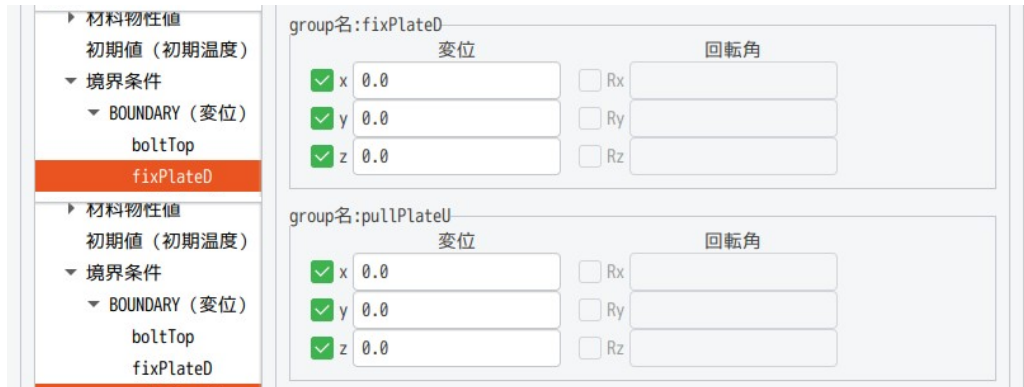 材料物性値
初期値（初期温度）
境界条件
BOUNDARY（変位）
boltTop
fixPlateD
group名:fixPlateD
変位 回転角
x 0.0 Rx
y 0.0 Ry
z 0.0 Rz
材料物性値
初期値（初期温度）
境界条件
BOUNDARY（変位）
boltTop
fixPlateD
group名:pullPlateU
変位 回転角
x 0.0 Rx
y 0.0 Ry
z 0.0 Rz